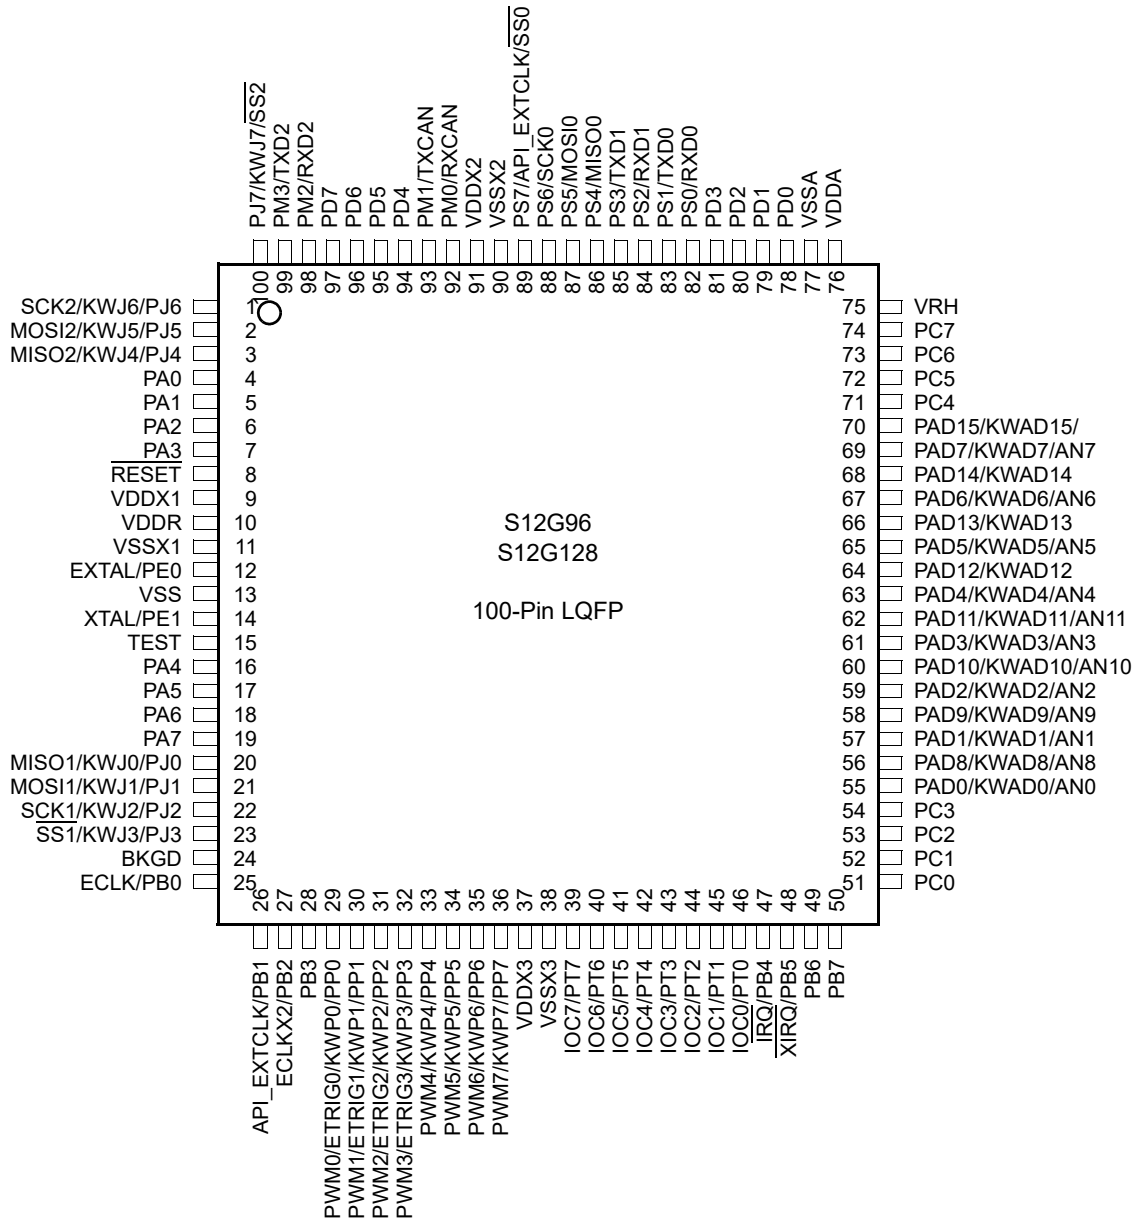 PJ7/KWJ7/SS2
PM3/TXD2
PM2/RXD2
PD7
PD6
PD5
PD4
PM1/TXCAN
PM0/RXCAN
VDDX2
VSSX2
PS7/API_EXTCLK/SS0
PS6/SCK0
PS5/MOSI0
PS4/MISO0
PS3/TXD1
PS2/RXD1
PS1/TXD0
PS0/RXD0
PD3
PD2
PD1
PD0
VSSA
VDDA
100
99
98
97
96
95
94
93
92
91
90
89
88
87
86
85
84
83
82
81
80
79
78
77
76
SCK2/KWJ6/PJ6 1
MOSI2/KWJ5/PJ5 2
MISO2/KWJ4/PJ4 3
PA0 4
PA1 5
PA2 6
PA3 7
RESET 8
VDDX1 9
VDDR 10
VSSX1 11
EXTAL/PE0 12
VSS 13
XTAL/PE1 14
TEST 15
PA4 16
PA5 17
PA6 18
PA7 19
MISO1/KWJ0/PJ0 20
MOSI1/KWJ1/PJ1 21
SCK1/KWJ2/PJ2 22
SS1/KWJ3/PJ3 23
BKGD 24
ECLK/PB0 25
S12G96
S12G128
100-Pin LQFP
75 VRH
74 PC7
73 PC6
72 PC5
71 PC4
70 PAD15/KWAD15/
69 PAD7/KWAD7/AN7
68 PAD14/KWAD14
67 PAD6/KWAD6/AN6
66 PAD13/KWAD13
65 PAD5/KWAD5/AN5
64 PAD12/KWAD12
63 PAD4/KWAD4/AN4
62 PAD11/KWAD11/AN11
61 PAD3/KWAD3/AN3
60 PAD10/KWAD10/AN10
59 PAD2/KWAD2/AN2
58 PAD9/KWAD9/AN9
57 PAD1/KWAD1/AN1
56 PAD8/KWAD8/AN8
55 PAD0/KWAD0/AN0
54 PC3
53 PC2
52 PC1
51 PC0
26
27
28
29
30
31
32
33
34
35
36
37
38
39
40
41
42
43
44
45
46
47
48
49
50
API_EXTCLK/PB1
ECLKX2/PB2
PB3
PWM0/ETRIG0/KWP0/PP0
PWM1/ETRIG1/KWP1/PP1
PWM2/ETRIG2/KWP2/PP2
PWM3/ETRIG3/KWP3/PP3
PWM4/KWP4/PP4
PWM5/KWP5/PP5
PWM6/KWP6/PP6
PWM7/KWP7/PP7
VDDX3
VSSX3
IOC7/PT7
IOC6/PT6
IOC5/PT5
IOC4/PT4
IOC3/PT3
IOC2/PT2
IOC1/PT1
IOC0/PT0
IRQ/PB4
XIRQ/PB5
PB6
PB7